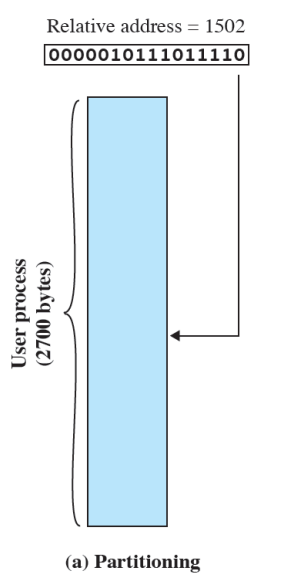 Relative address = 1502
0000010111011110
User process
(2700 bytes)
(a) Partitioning